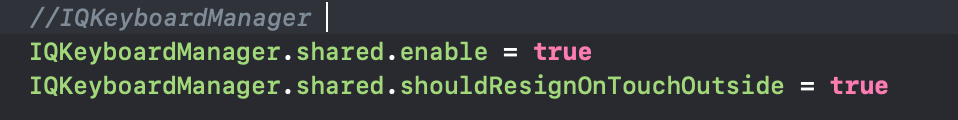 //IQKeyboardManager
IQKeyboardManager.shared.enable = true
IQKeyboardManager.shared.shouldResignOnTouchOutside = true